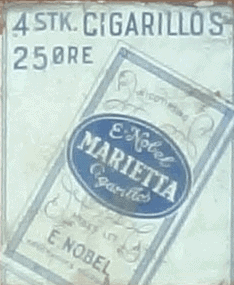 4 STK. CIGARILLOS
25 ØRE
E. Nobel
MARIETTA
Cigarillos
E. NOBEL